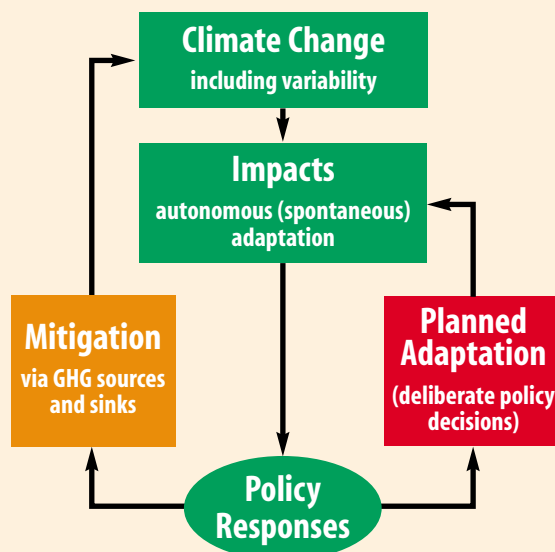 Climate Change
including variability
Impacts
autonomous (spontaneous)
adaptation
Mitigation
via GHG sources
and sinks
Planned
Adaptation
(deliberate policy
decisions)
Policy
Responses